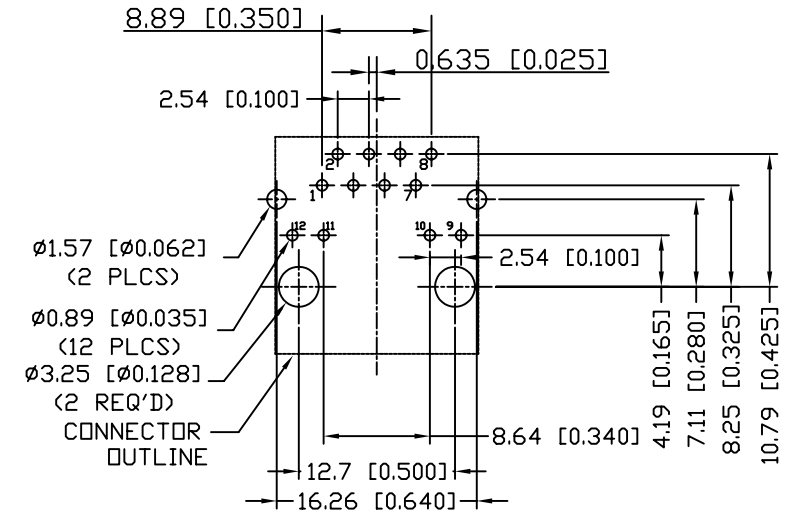 8.89 [0.350]
0.635 [0.025]
2.54 [0.100]
2
8
1
7
12
11
10
9
ø1.57 [ø0.062]
(2 PLCS)
2.54 [0.100]
ø0.89 [ø0.035]
(12 PLCS)
ø3.25 [ø0.128]
(2 REQ'D)
CONNECTOR
OUTLINE
4.19 [0.165]
7.11 [0.280]
8.25 [0.325]
10.79 [0.425]
8.64 [0.340]
12.7 [0.500]
16.26 [0.640]